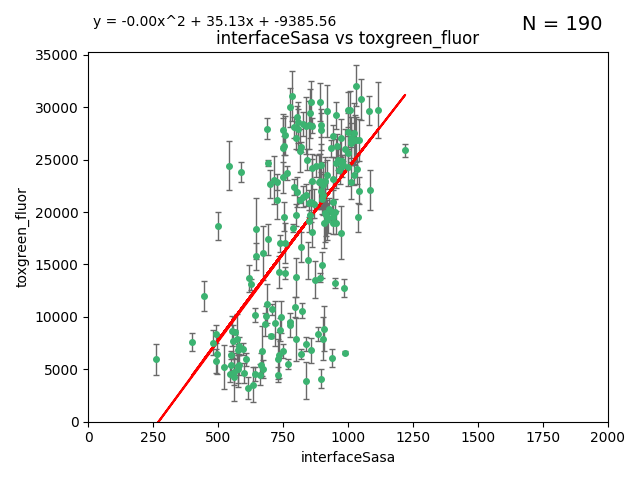 y = -0.00x^2 + 35.13x + -9385.56
N = 190
interfaceSasa vs toxgreen_fluor
35000
30000
25000
20000
15000
10000
5000
0
toxgreen_fluor
0 250 500 750 1000 1250 1500 1750 2000
interfaceSasa